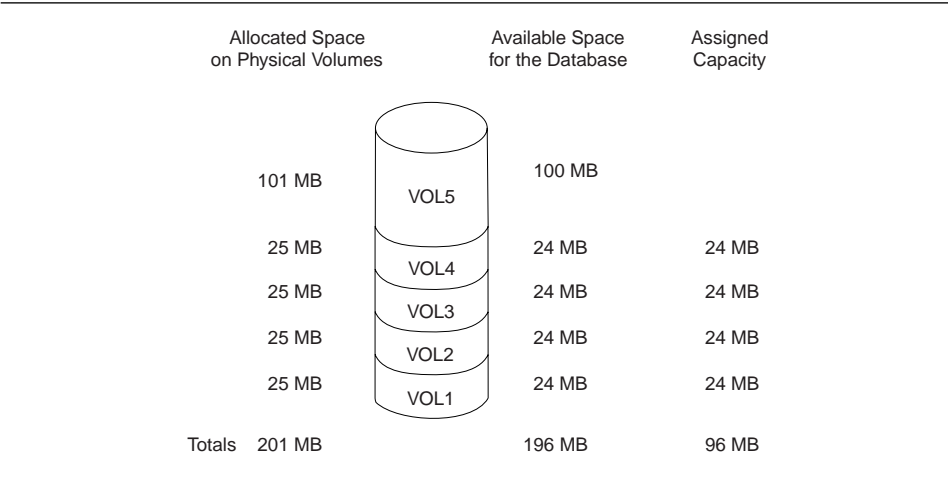 Allocated Space Available Space Assigned
on Physical Volumes for the Database Capacity
101 MB VOL5 100 MB
25 MB VOL4 24 MB 24 MB
25 MB VOL3 24 MB 24 MB
25 MB VOL2 24 MB 24 MB
25 MB VOL1 24 MB 24 MB
Totals 201 MB 196 MB 96 MB